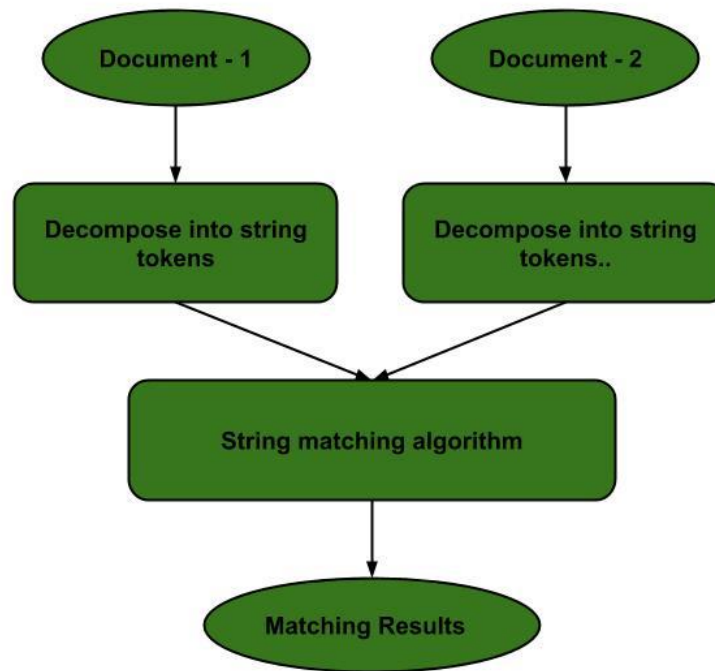 Document - 1
Document - 2
Decompose into string
tokens
Decompose into string
tokens..
String matching algorithm
Matching Results